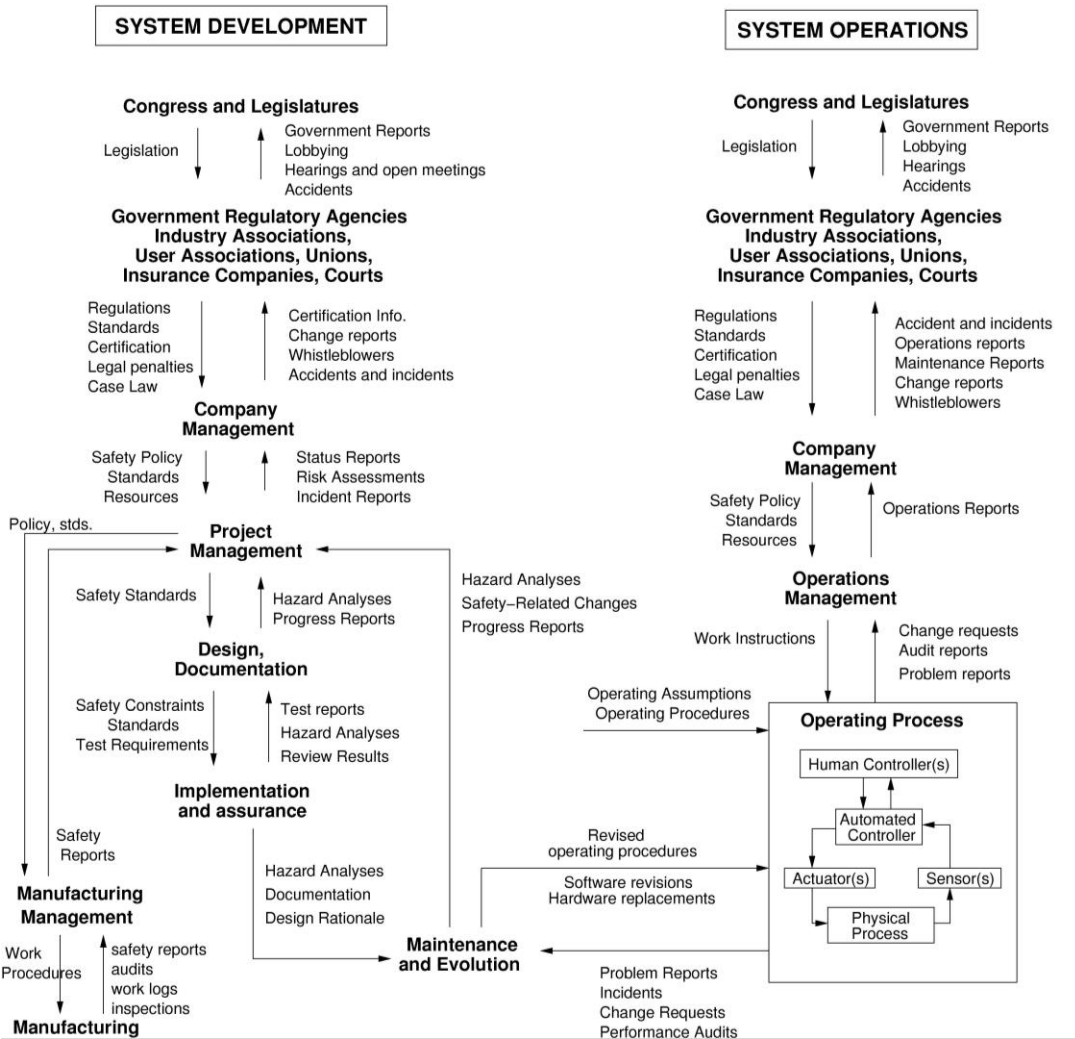 SYSTEM DEVELOPMENT
Congress and Legislatures
Legislation
Government Reports
Lobbying
Hearings and open meetings
Accidents
Government Regulatory Agencies
Industry Associations,
User Associations, Unions,
Insurance Companies, Courts
Regulations
Standards
Certification
Legal penalties
Case Law
Certification Info.
Change reports
Whistleblowers
Accidents and incidents
Company
Management
Safety Policy
Standards
Resources
Status Reports
Risk Assessments
Incident Reports
Policy, stds.
Project
Management
Safety Standards
Hazard Analyses
Progress Reports
Hazard Analyses
Safety–Related Changes
Progress Reports
Design,
Documentation
Safety Constraints
Standards
Test Requirements
Test reports
Hazard Analyses
Review Results
Implementation
and assurance
Safety
Reports
Hazard Analyses
Documentation
Design Rationale
Manufacturing
Management
Work
Procedures
safety reports
audits
work logs
inspections
Manufacturing
Maintenance
and Evolution
SYSTEM OPERATIONS
Congress and Legislatures
Legislation
Government Reports
Lobbying
Hearings
Accidents
Government Regulatory Agencies
Industry Associations,
User Associations, Unions,
Insurance Companies, Courts
Regulations
Standards
Certification
Legal penalties
Case Law
Accident and incidents
Operations reports
Maintenance Reports
Change reports
Whistleblowers
Company
Management
Safety Policy
Standards
Resources
Operations Reports
Operations
Management
Work Instructions
Change requests
Audit reports
Problem reports
Operating Assumptions
Operating Procedures
Operating Process
Human Controller(s)
Automated
Controller
Actuator(s)
Sensor(s)
Physical
Process
Revised
operating procedures
Software revisions
Hardware replacements
Problem Reports
Incidents
Change Requests
Performance Audits